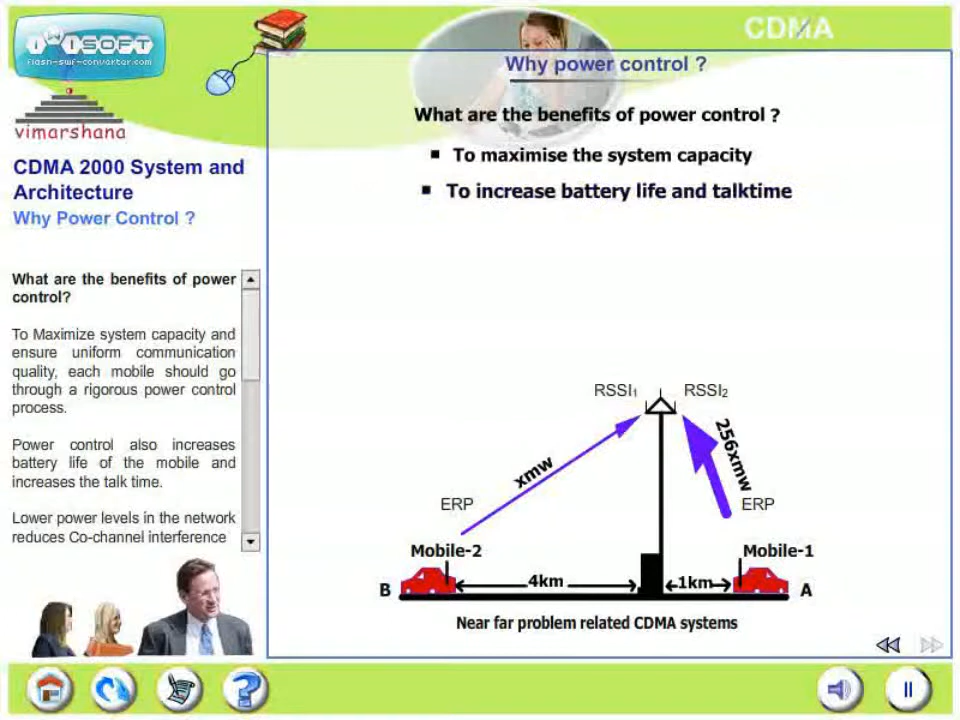 CDMA
iWiSOFT
flash-swf-converter.com
Why power control ?
vimarshana
What are the benefits of power control ?
CDMA 2000 System and
Architecture
Why Power Control ?
To maximise the system capacity
To increase battery life and talktime
What are the benefits of power
control?
To Maximize system capacity and
ensure uniform communication
quality, each mobile should go
through a rigorous power control
process.
Power control also increases
battery life of the mobile and
increases the talk time.
Lower power levels in the network
reduces Co-channel interference
RSSI1 RSSI2
xmw 256xmw
ERP ERP
Mobile-2 Mobile-1
B 4km 1km A
Near far problem related CDMA systems